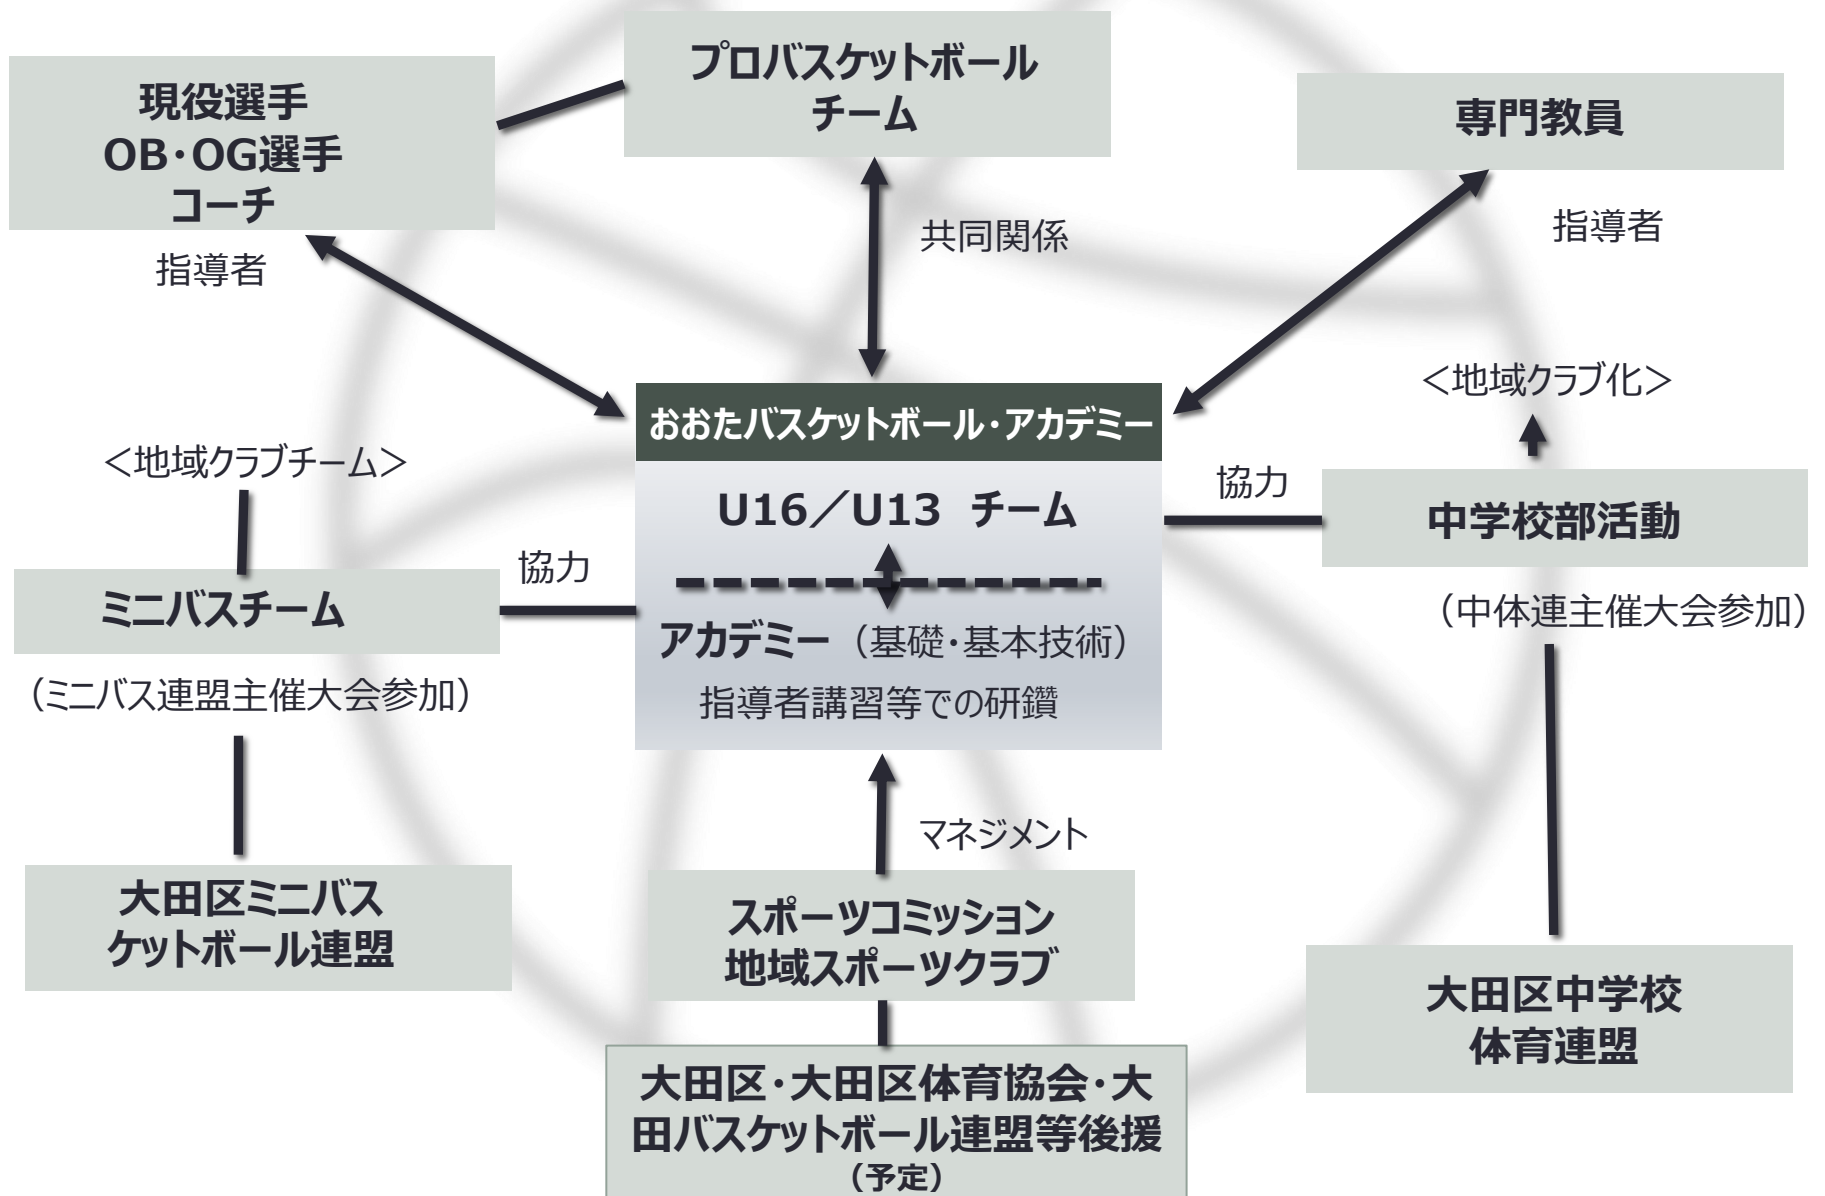 プロバスケットボール
チーム
現役選手
OB・OG選手
コーチ
専門教員
指導者
共同関係
指導者
おおたバスケットボール・アカデミー
<地域クラブ化>
<地域クラブチーム>
U16/U13 チーム
協力
中学校部活動
協力
ミニバスチーム
アカデミー（基礎・基本技術）
（中体連主催大会参加）
（ミニバス連盟主催大会参加）
指導者講習等での研鑽
マネジメント
大田区ミニバス
ケットボール連盟
スポーツコミッション
地域スポーツクラブ
大田区中学校
体育連盟
大田区・大田区体育協会・大
田バスケットボール連盟等後援
（予定）